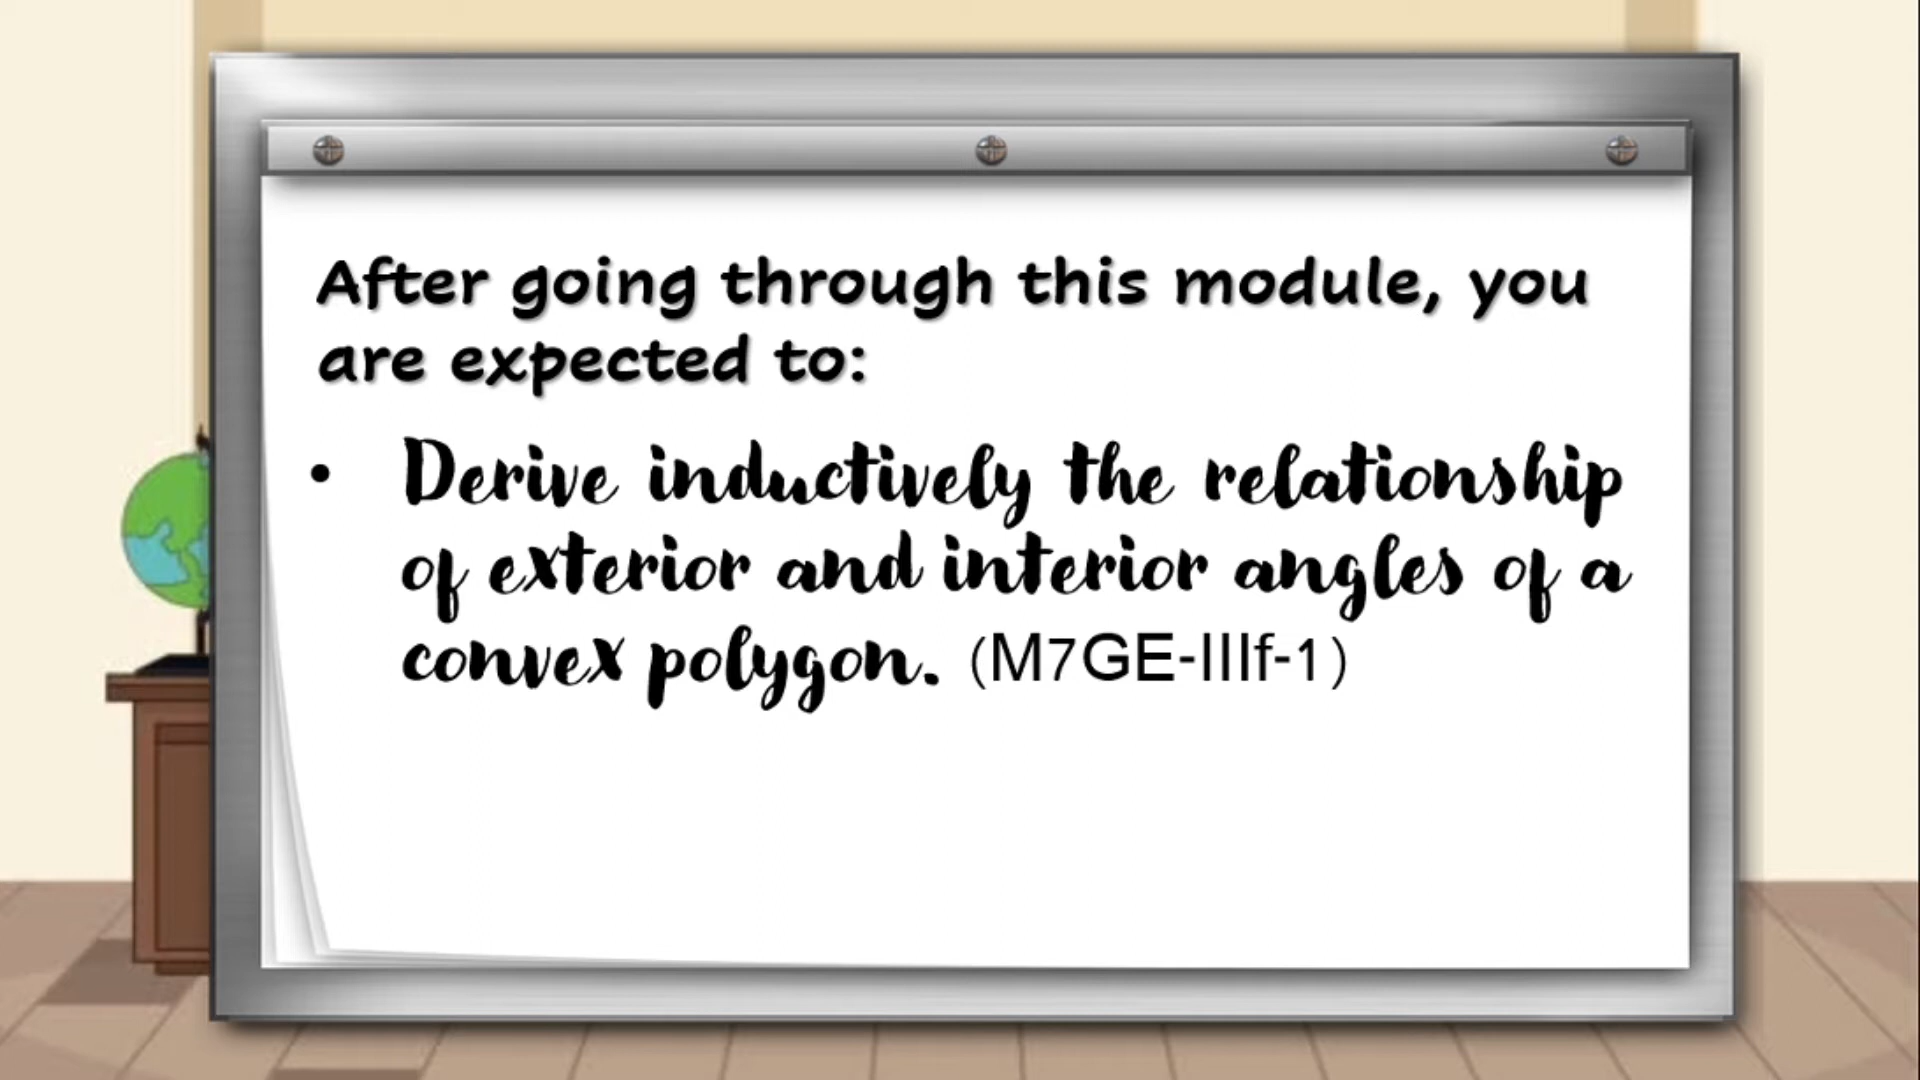 After going through this module, you
are expected to:
• Derive inductively the relationship
of exterior and interior angles of a
convex polygon. (M7GE-IIIf-1)